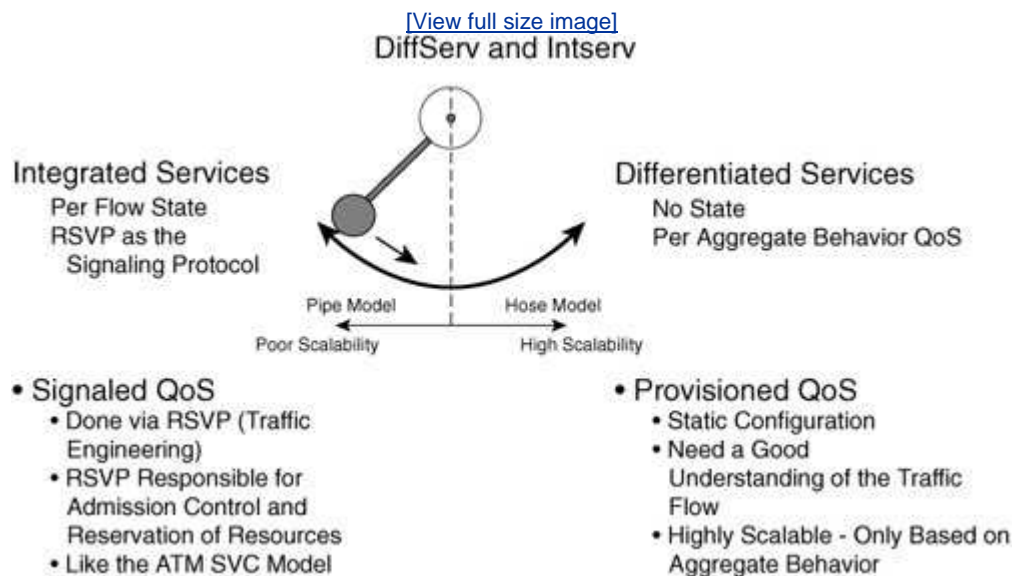 [View full size image]
DiffServ and Intserv
Integrated Services
Per Flow State
RSVP as the
Signaling Protocol
Differentiated Services
No State
Per Aggregate Behavior QoS
Pipe Model
Hose Model
Poor Scalability
High Scalability
• Signaled QoS
• Done via RSVP (Traffic
Engineering)
• RSVP Responsible for
Admission Control and
Reservation of Resources
• Like the ATM SVC Model
• Provisioned QoS
• Static Configuration
• Need a Good
Understanding of the Traffic
Flow
• Highly Scalable - Only Based on
Aggregate Behavior